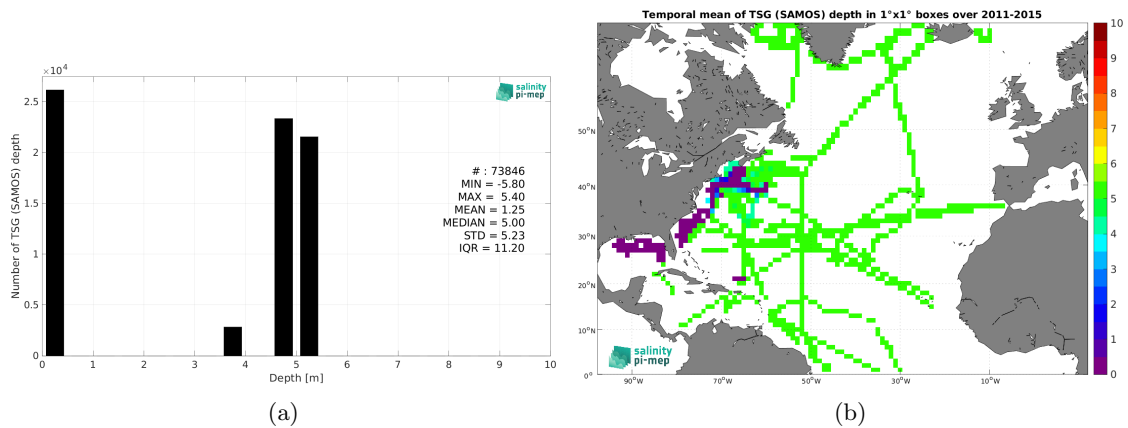 ×10⁴
2.5
2
1.5
1
0.5
0
0 1 2 3 4 5 6 7 8 9 10
Number of TSG (SAMOS) depth
Depth [m]
salinity
pi-mep
# : 73846
MIN = -5.80
MAX = 5.40
MEAN = 1.25
MEDIAN = 5.00
STD = 5.23
IQR = 11.20
(a)
Temporal mean of TSG (SAMOS) depth in 1°x1° boxes over 2011-2015
50°N
40°N
30°N
20°N
10°N
0°
90°W 70°W 50°W 30°W 10°W
10
9
8
7
6
5
4
3
2
1
0
salinity
pi-mep
(b)